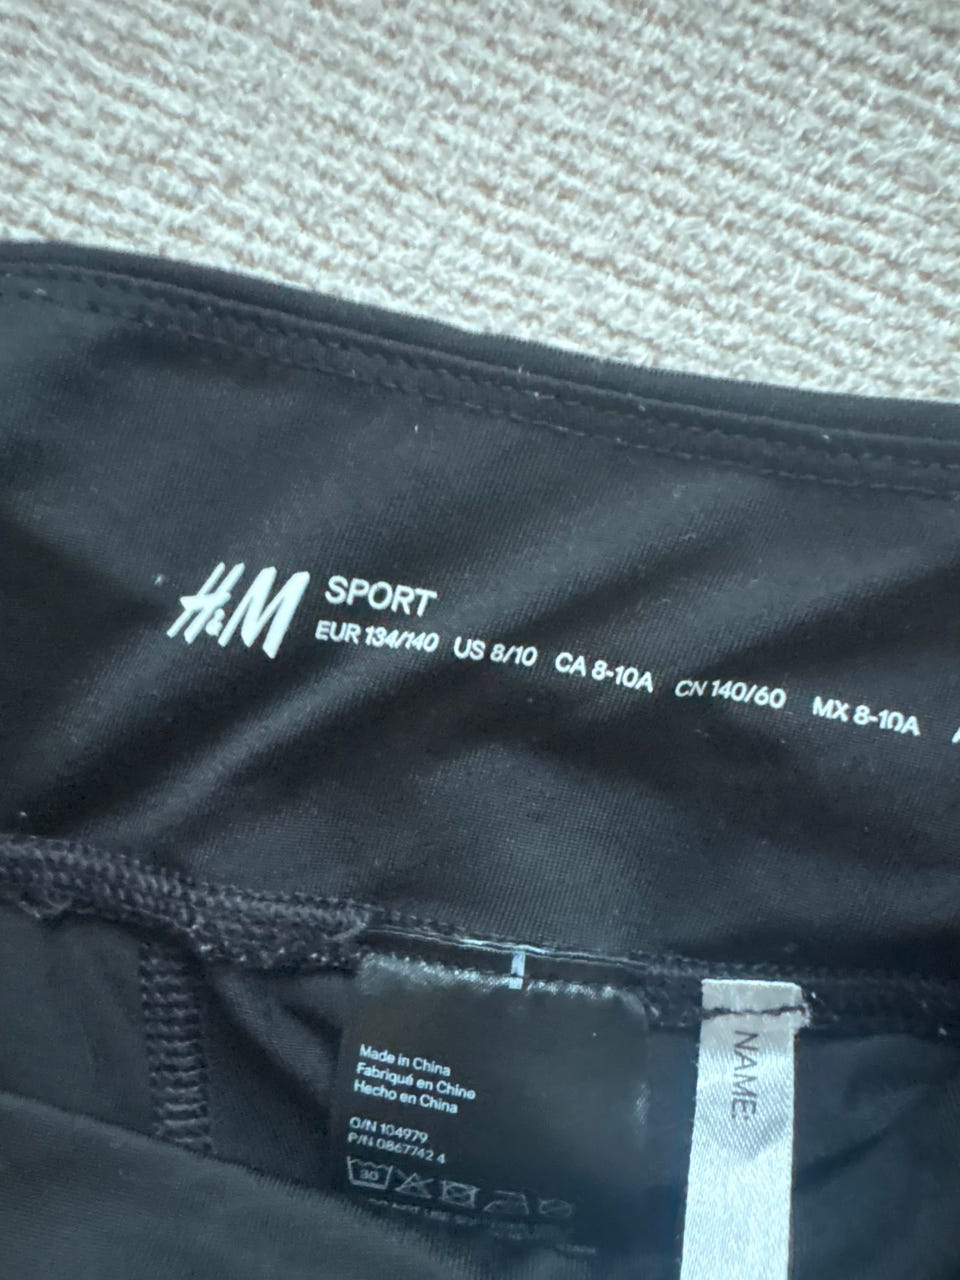 H&M SPORT
EUR 134/140 US 8/10 CA 8-10A CN 140/60 MX 8-10A
Made in China
Fabriqué en Chine
Hecho en China
O/N 104979
P/N 0867742 4
30
NAME: